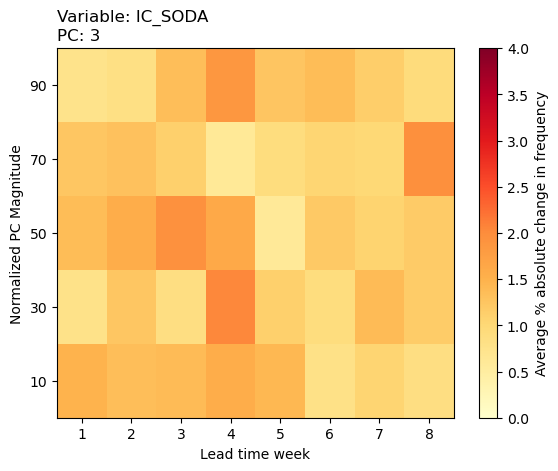 Variable: IC_SODA
PC: 3
Normalized PC Magnitude
90
70
50
30
10
1 2 3 4 5 6 7 8
Lead time week
4.0
3.5
3.0
2.5
2.0
1.5
1.0
0.5
0.0
Average % absolute change in frequency